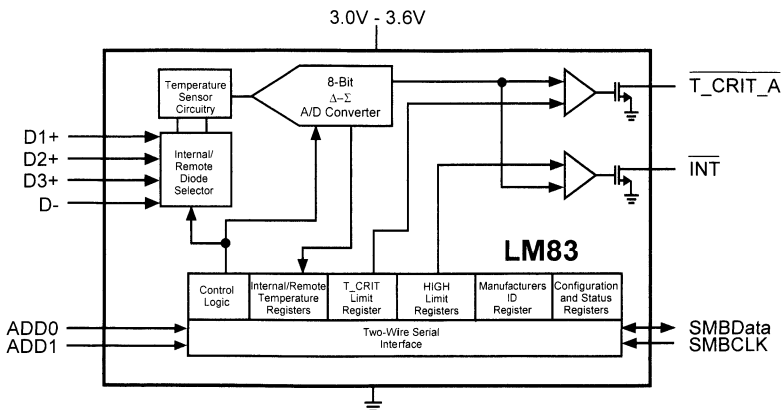 3.0V - 3.6V
Temperature
Sensor
Circuitry
8-Bit
Δ–Σ
A/D Converter
T_CRIT_A
D1+
D2+
D3+
D-
Internal/
Remote
Diode
Selector
INT
LM83
Control
Logic
Internal/Remote
Temperature
Registers
T_CRIT
Limit
Register
HIGH
Limit
Registers
Manufacturers
ID
Register
Configuration
and Status
Registers
ADD0
ADD1
Two-Wire Serial
Interface
SMBData
SMBCLK